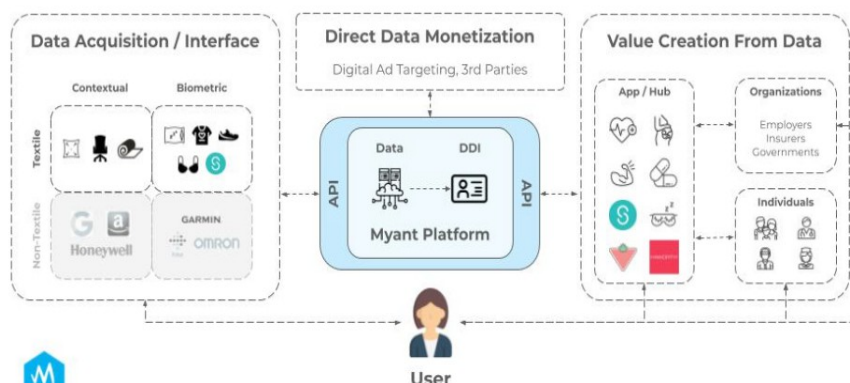 Data Acquisition / Interface
Contextual
Biometric
Textile
Non-Textile
Honeywell
GARMIN
OMRON
Direct Data Monetization
Digital Ad Targeting, 3rd Parties
API
Data
DDI
API
Myant Platform
User
Value Creation From Data
App / Hub
Organizations
Employers
Insurers
Governments
Individuals